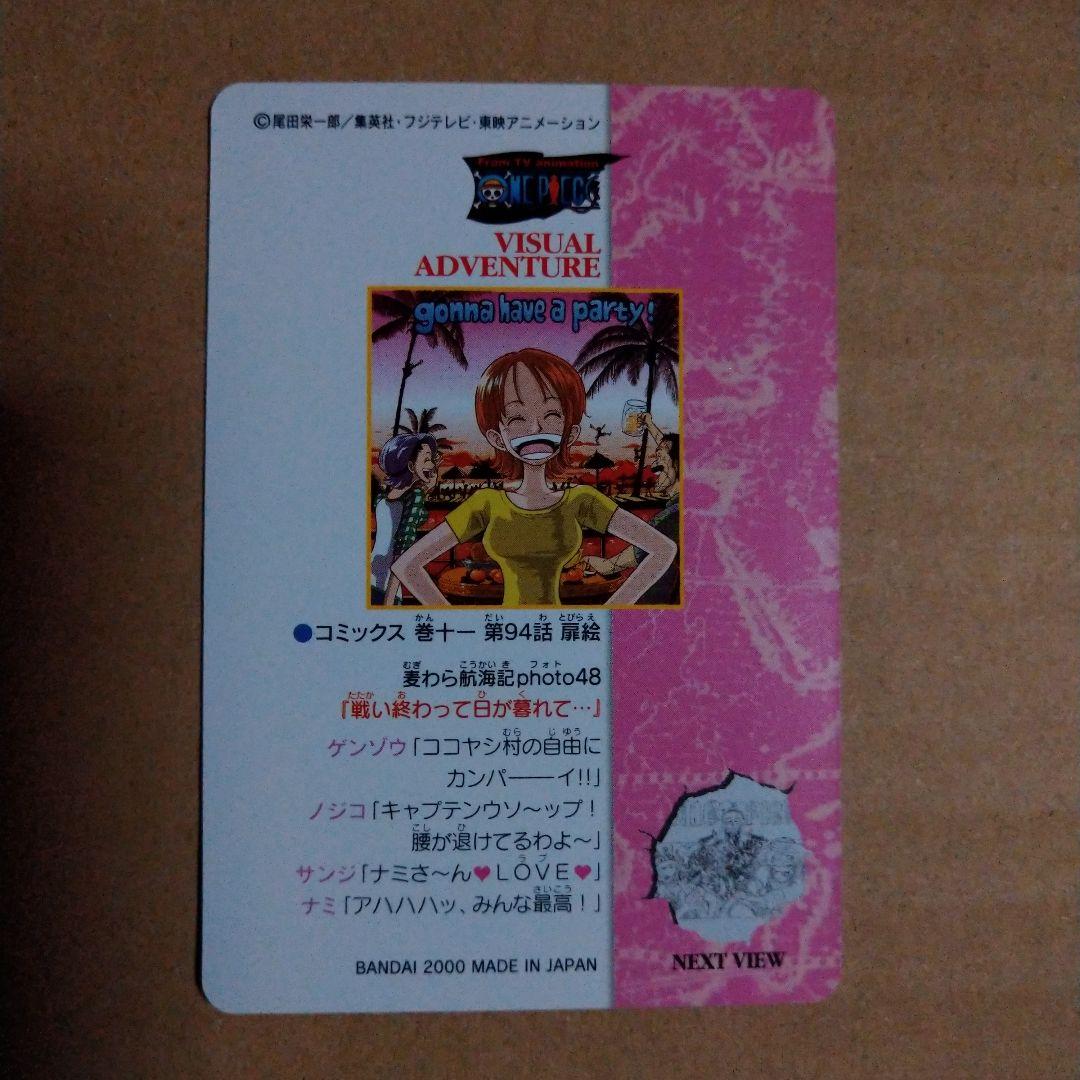 ©尾田栄一郎／集英社・フジテレビ・東映アニメーション
From TV animation
ONE PIECE
VISUAL
ADVENTURE
gonna have a party!
●コミックス 巻十一 第94話 扉絵
麦わら航海記photo48
『戦い終わって日が暮れて…』
ゲンゾウ「ココヤシ村の自由に
カンパ━━イ!!」
ノジコ「キャプテンウソ〜ップ！
腰が退けてるわよ〜」
サンジ「ナミさ〜ん♥LOVE♥」
ナミ「アハハハッ、みんな最高！」
BANDAI 2000 MADE IN JAPAN
NEXT VIEW